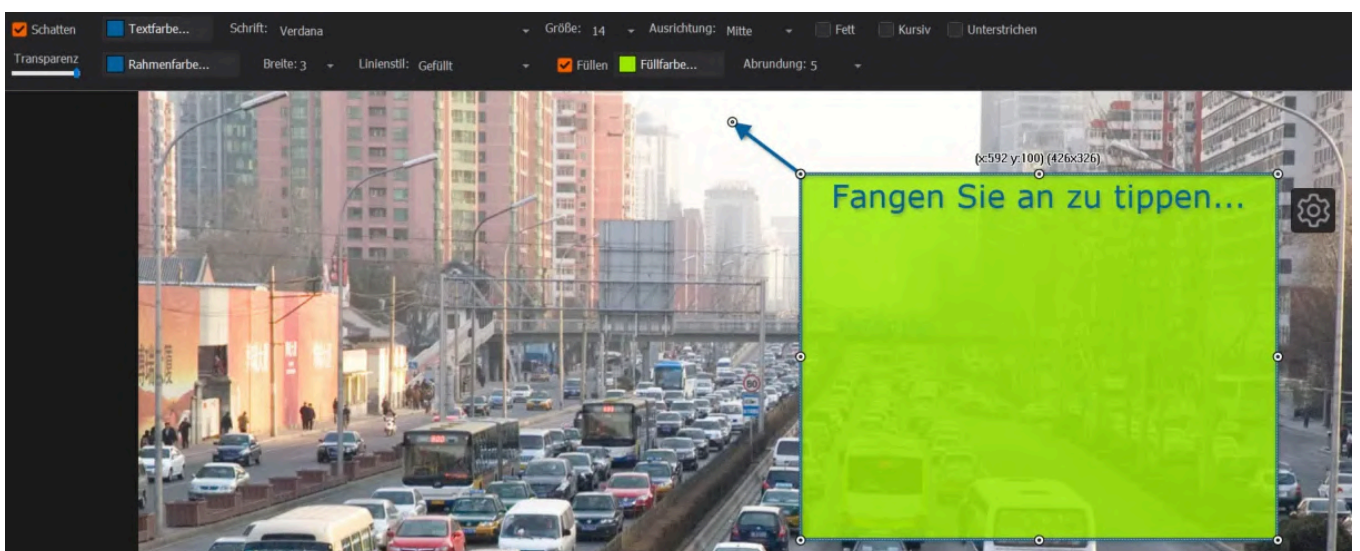 Schatten Textfarbe... Schrift: Verdana Größe: 14 Ausrichtung: Mitte Fett Kursiv Unterstrichen
Transparenz Rahmenfarbe... Breite: 3 Linienstil: Gefüllt Füllen Füllfarbe... Abrundung: 5
(x:592 y:100) (426x326)
Fangen Sie an zu tippen...
80